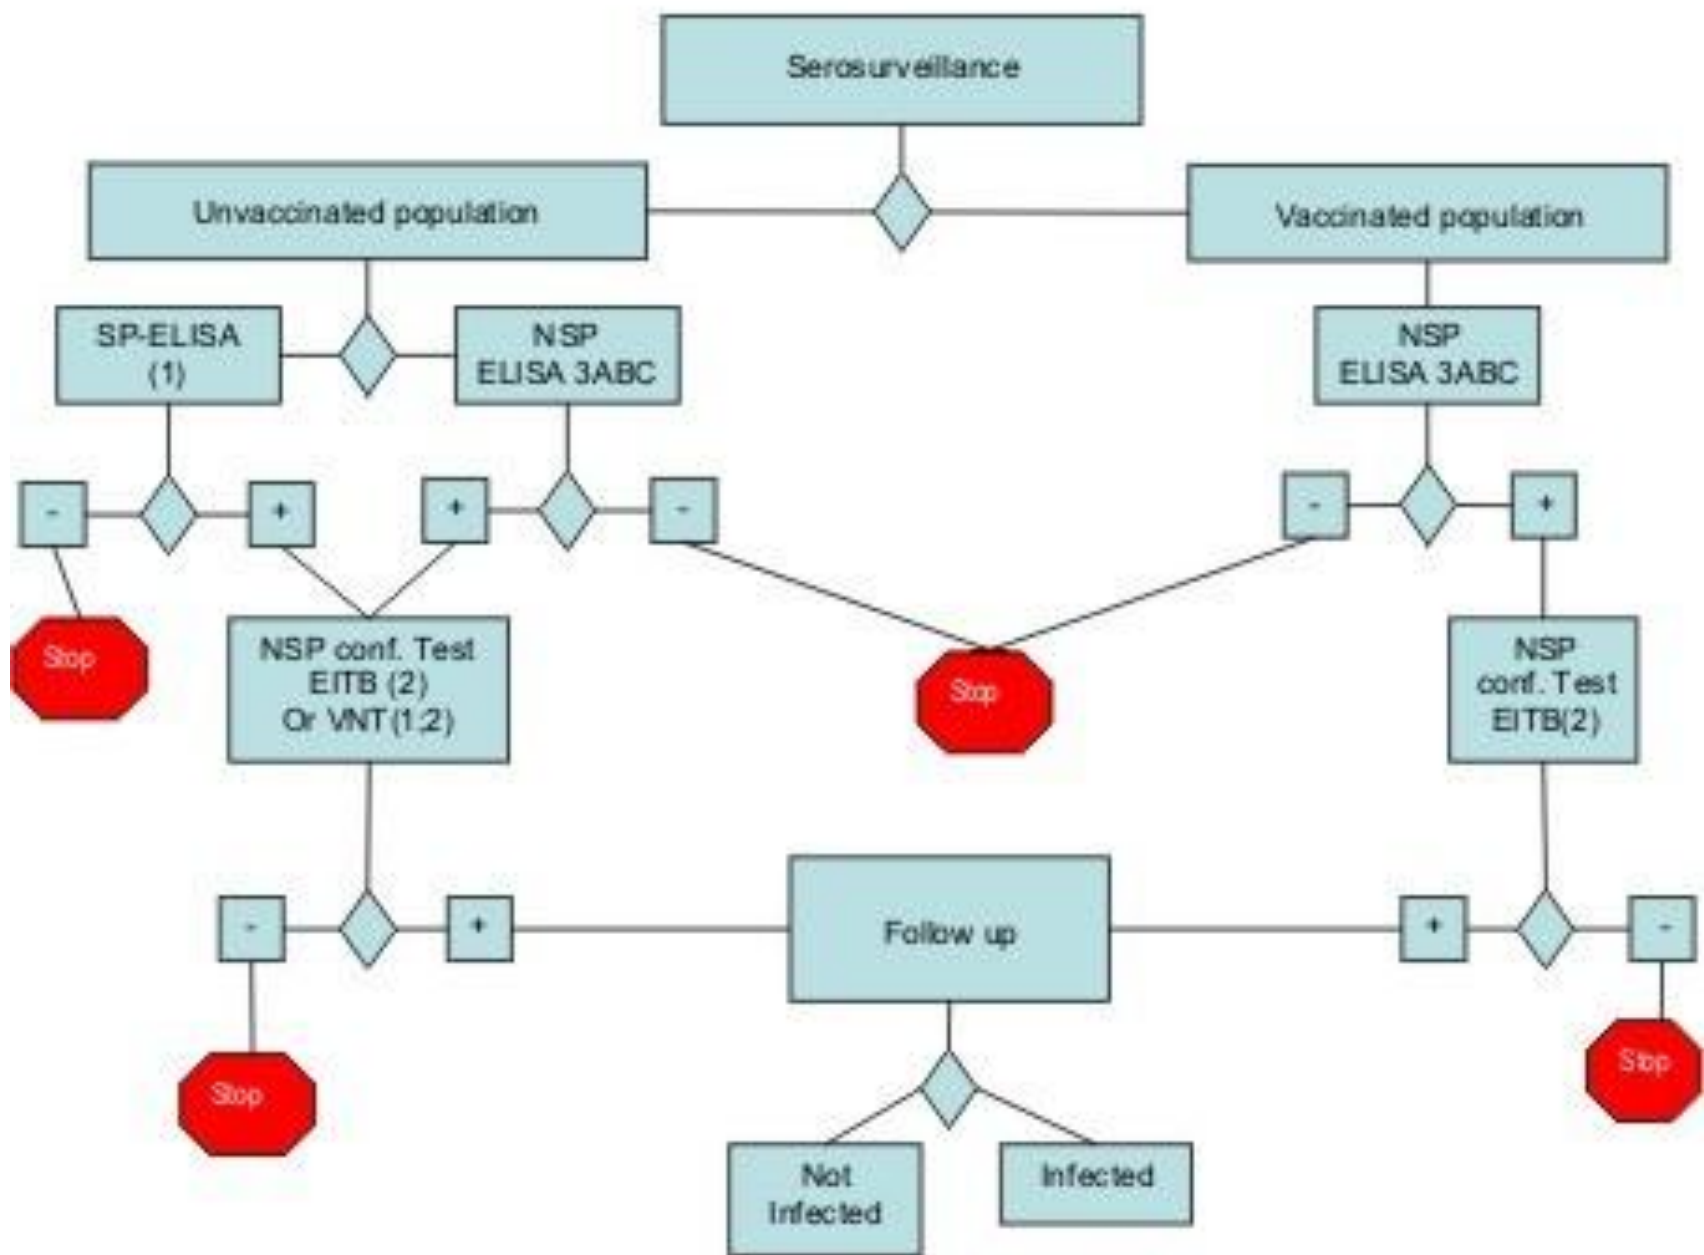 Serosurveillance
Unvaccinated population
Vaccinated population
SP-ELISA
(1)
NSP
ELISA 3ABC
NSP
ELISA 3ABC
-
+
+
-
-
+
Stop
NSP conf. Test
EITB (2)
Or VNT(1;2)
Stop
NSP
conf. Test
EITB(2)
-
+
Follow up
+
-
Stop
Stop
Not
Infected
Infected